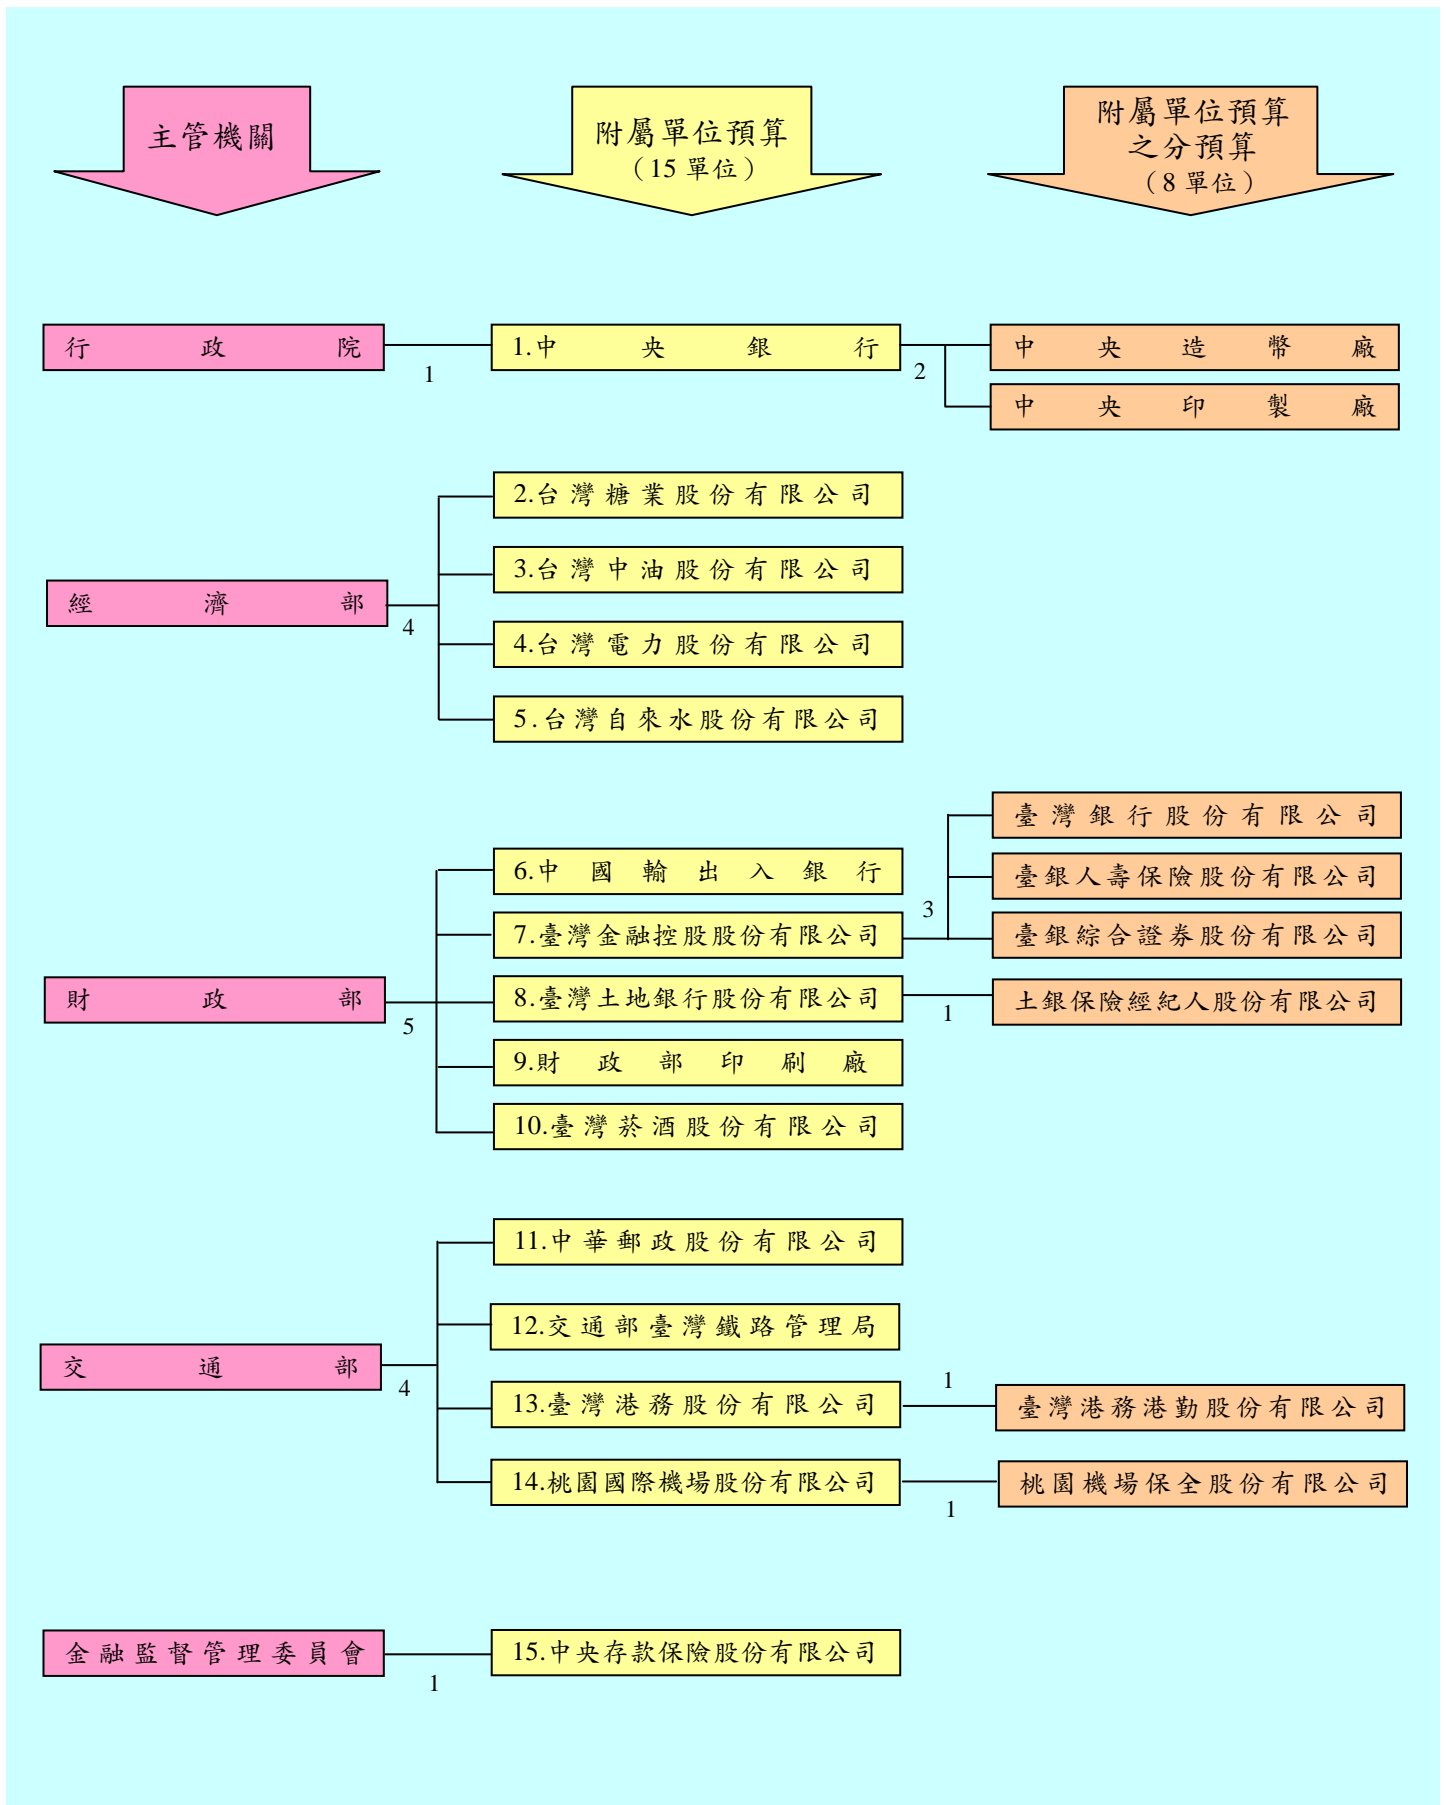 主管機關
附屬單位預算
（15 單位）
附屬單位預算
之分預算
（8 單位）
行政院
1
1.中央銀行
2
中央造幣廠
中央印製廠
經濟部
4
2.台灣糖業股份有限公司
3.台灣中油股份有限公司
4.台灣電力股份有限公司
5.台灣自來水股份有限公司
財政部
5
6.中國輸出入銀行
7.臺灣金融控股股份有限公司
3
臺灣銀行股份有限公司
臺銀人壽保險股份有限公司
臺銀綜合證券股份有限公司
8.臺灣土地銀行股份有限公司
1
土銀保險經紀人股份有限公司
9.財政部印刷廠
10.臺灣菸酒股份有限公司
交通部
4
11.中華郵政股份有限公司
12.交通部臺灣鐵路管理局
13.臺灣港務股份有限公司
1
臺灣港務港勤股份有限公司
14.桃園國際機場股份有限公司
1
桃園機場保全股份有限公司
金融監督管理委員會
1
15.中央存款保險股份有限公司